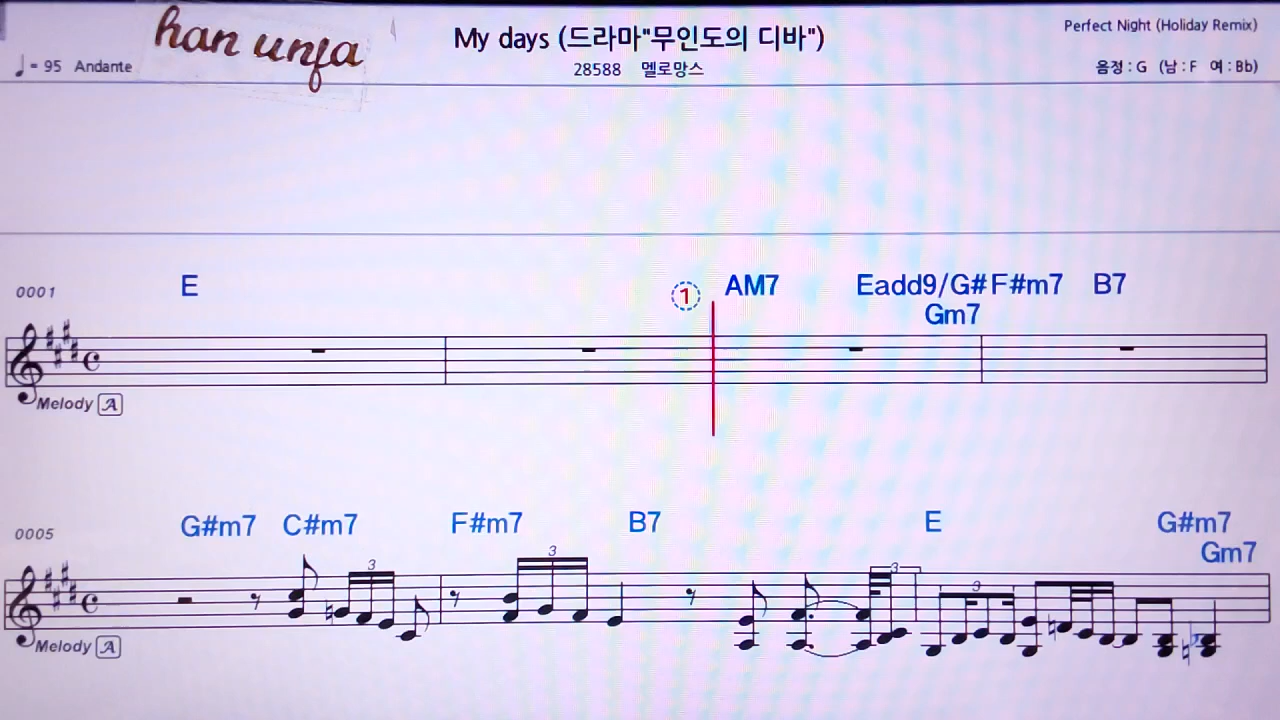 han unfa
My days (드라마"무인도의 디바")
Perfect Night (Holiday Remix)
♩= 95 Andante
28588 멜로망스
음정 : G (남 : F 여 : Bb)
0001
E
1
AM7
Eadd9/G# F#m7 B7
Gm7
Melody A
0005
G#m7 C#m7 F#m7 B7 E G#m7
Gm7
3 3 3 3
Melody A